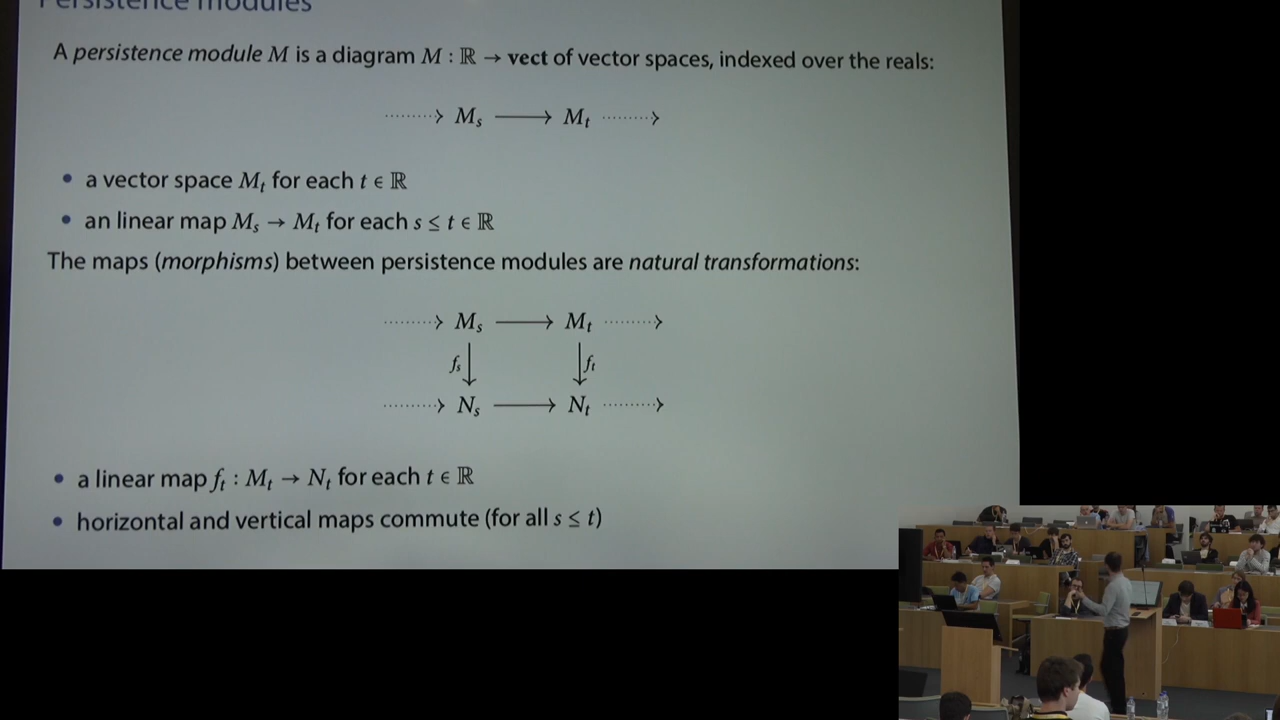 Persistence modules
A persistence module M is a diagram M : ℝ → vect of vector spaces, indexed over the reals:
M_s → M_t
• a vector space M_t for each t ∈ ℝ
• an linear map M_s → M_t for each s ≤ t ∈ ℝ
The maps (morphisms) between persistence modules are natural transformations:
M_s → M_t
f_s f_t
N_s → N_t
• a linear map f_t : M_t → N_t for each t ∈ ℝ
• horizontal and vertical maps commute (for all s ≤ t)